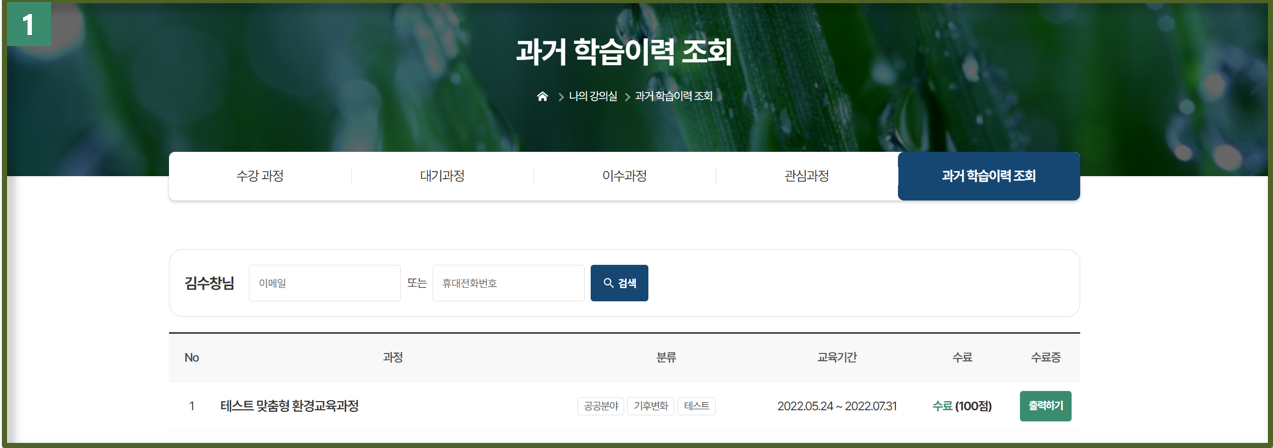 1
과거 학습이력 조회
나의 강의실 > 과거 학습이력 조회
수강 과정 대기과정 이수과정 관심과정 과거 학습이력 조회
김수창님 이메일 또는 휴대전화번호 검색
No 과정 분류 교육기간 수료 수료증
1 테스트 맞춤형 환경교육과정 공공분야 기후변화 테스트 2022.05.24 ~ 2022.07.31 수료 (100점) 출력하기